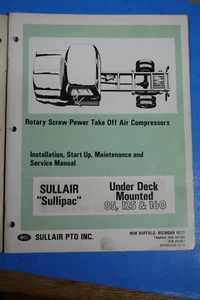 Rotary Screw Power Take Off Air Compressors
Installation, Start Up, Maintenance and
Service Manual
SULLAIR
"Sullipac"
Under Deck
Mounted
85, 125 & 160
SULLAIR PTO INC.
NEW BUFFALO, MICHIGAN